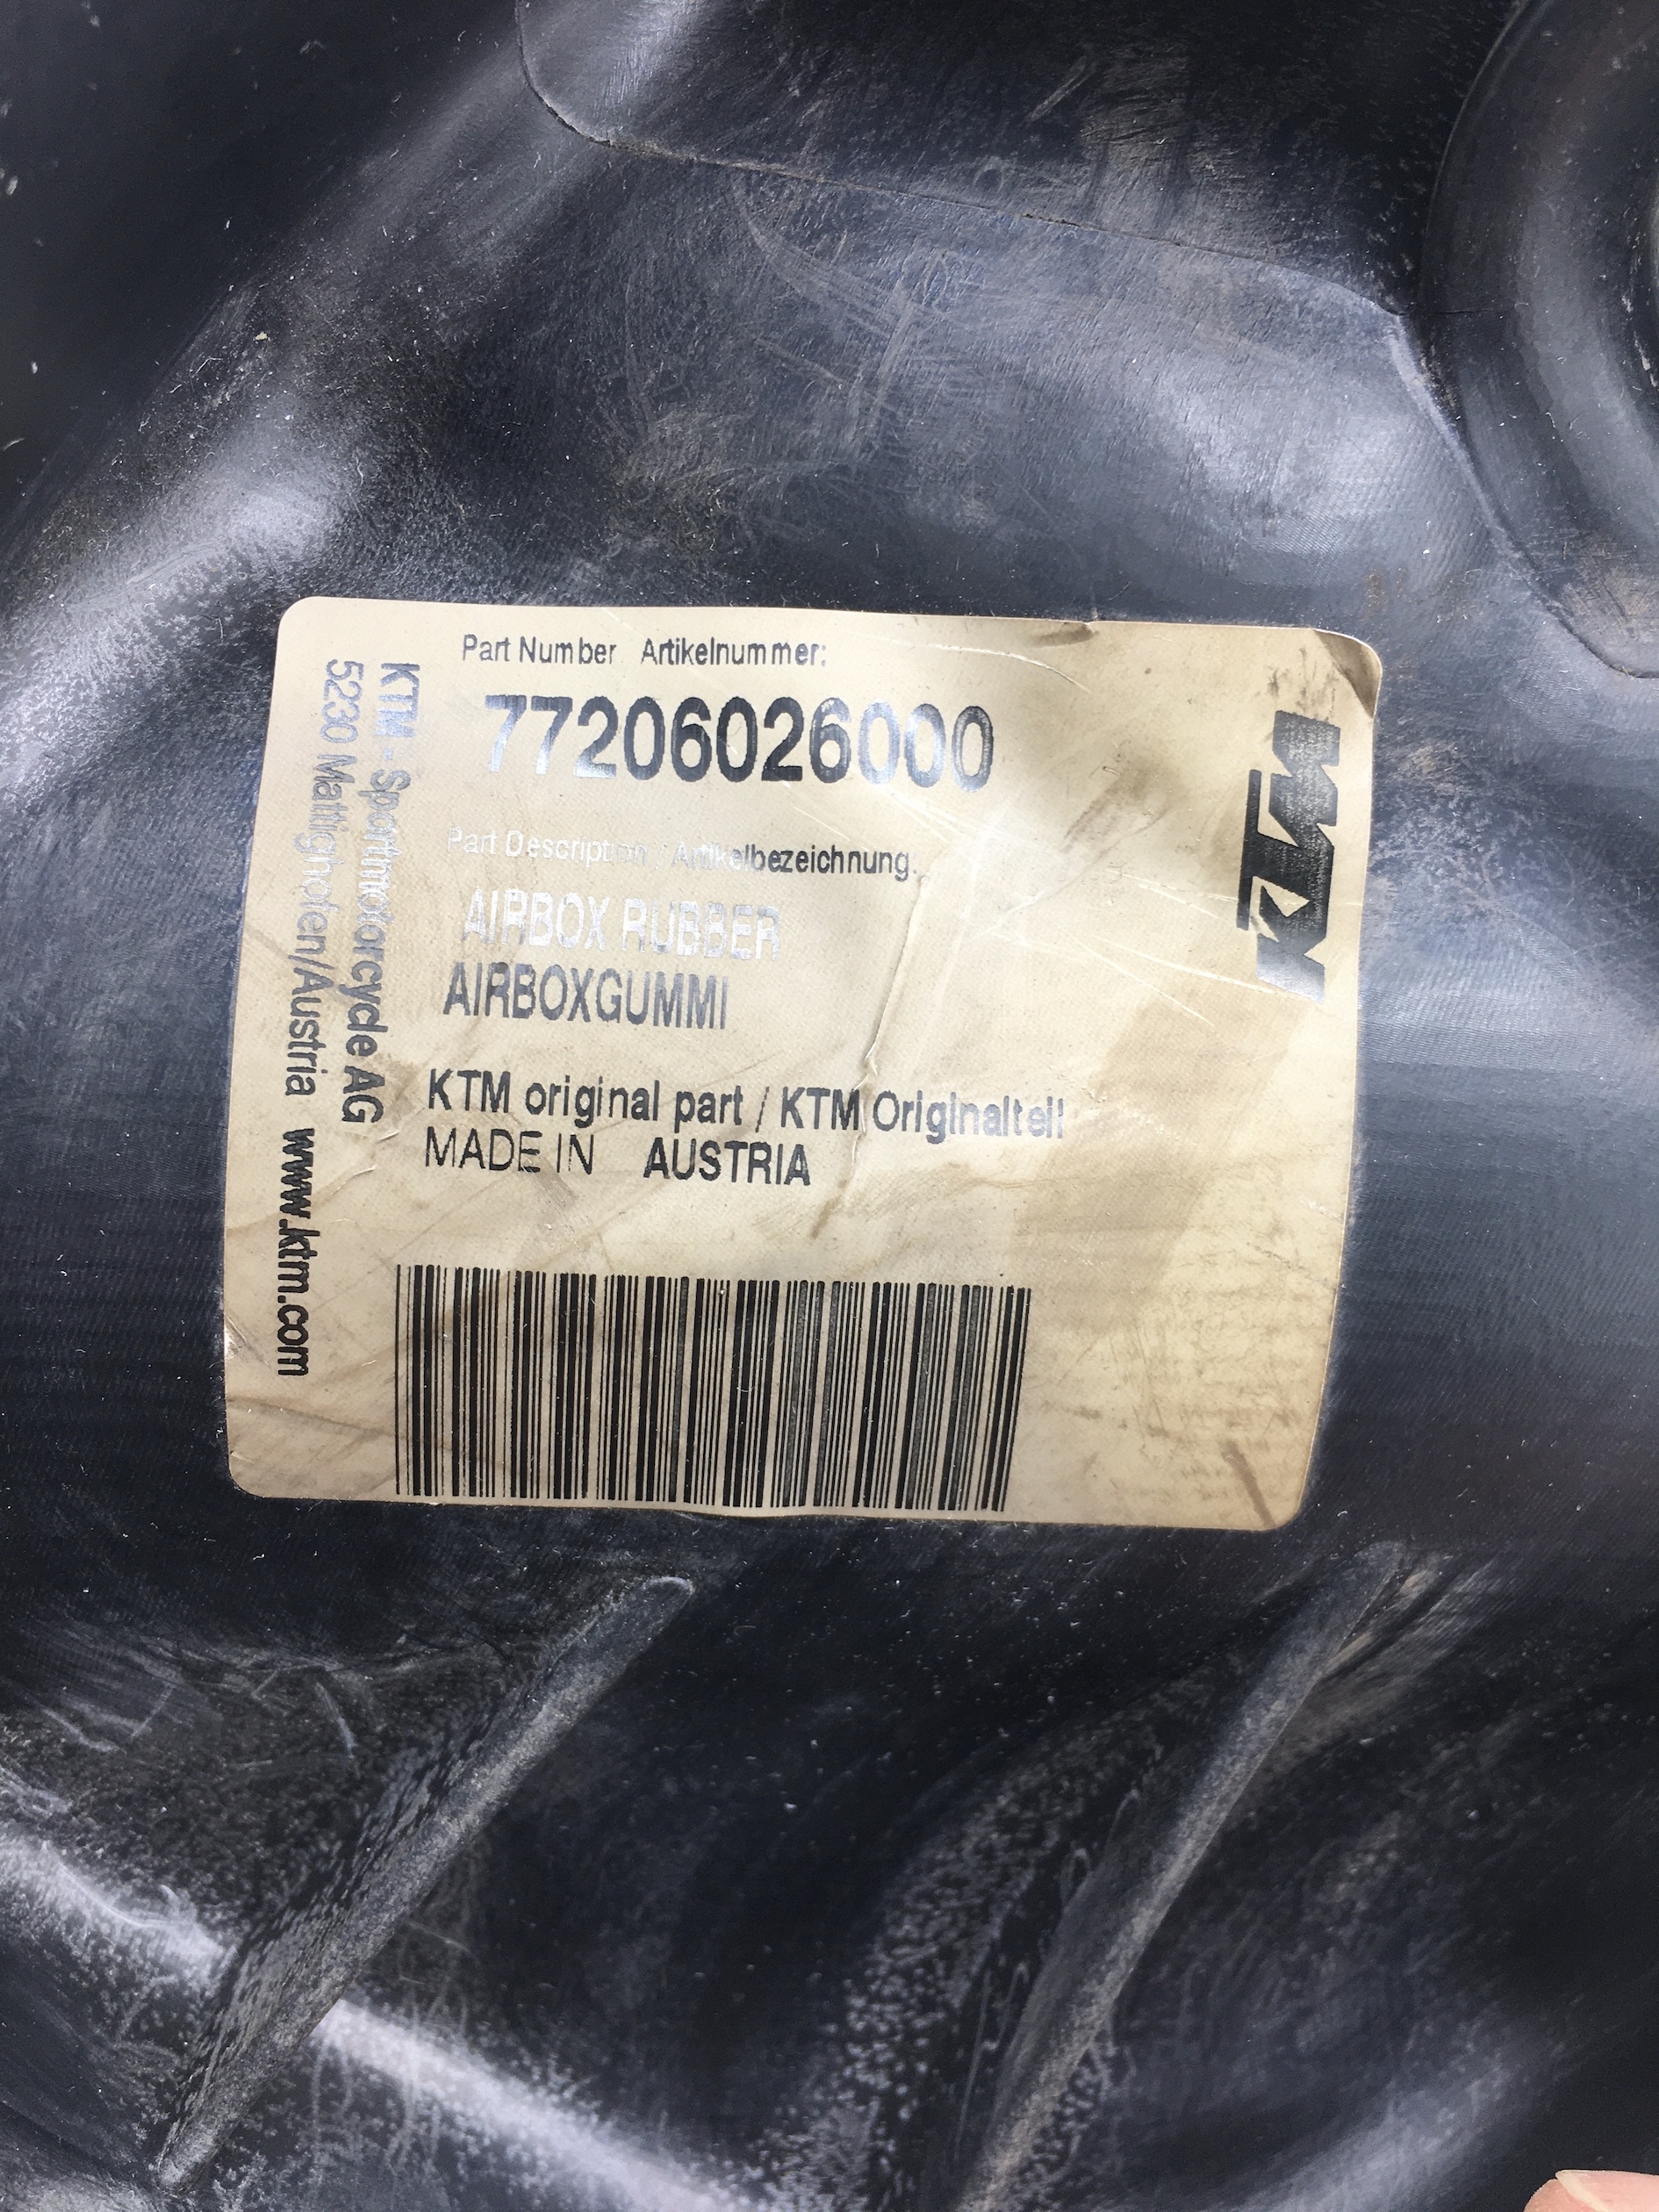 Part Number Artikelnummer:
77206026000
Part Description / Artikelbezeichnung:
AIRBOX RUBBER
AIRBOXGUMMI
KTM original part / KTM Originalteil
MADE IN AUSTRIA
KTM - Sportmotorcycle AG
5230 Mattighofen/Austria www.ktm.com
KTM